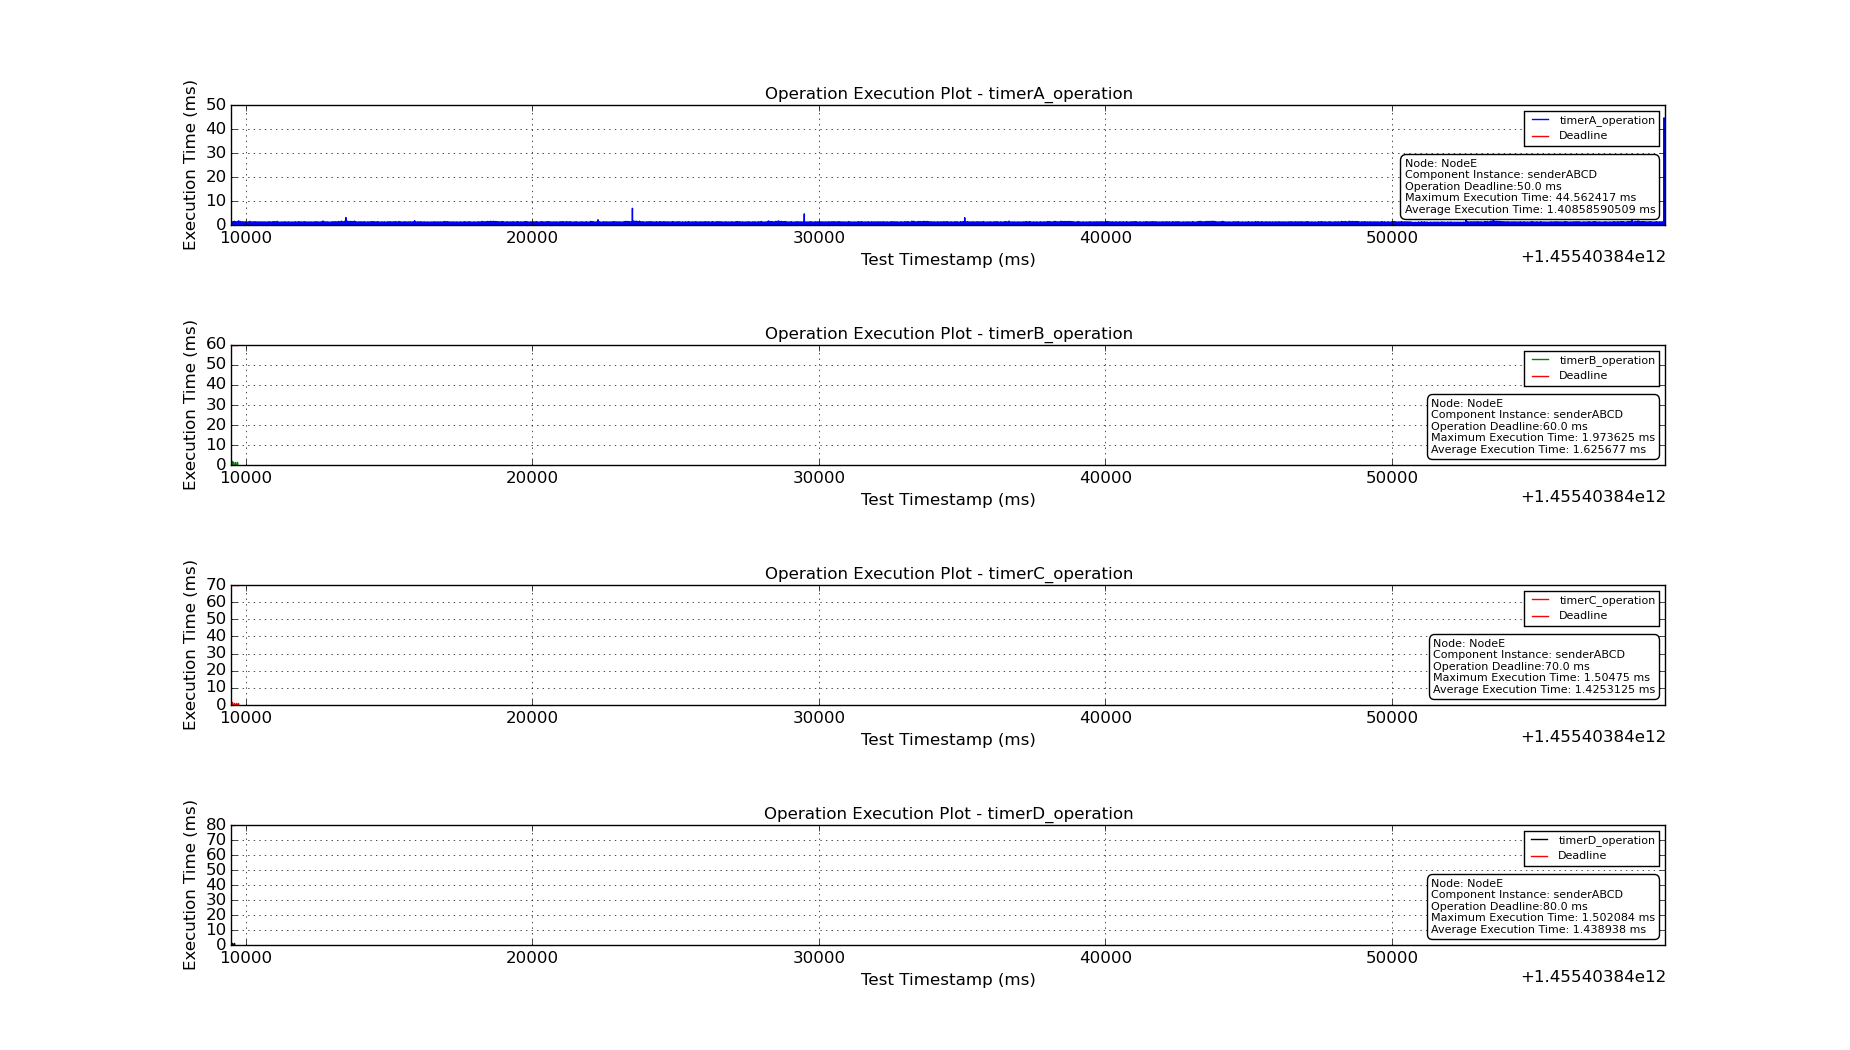 Operation Execution Plot - timerA_operation
Execution Time (ms)
50
40
30
20
10
0
timerA_operation
Deadline
Node: NodeE
Component Instance: senderABCD
Operation Deadline:50.0 ms
Maximum Execution Time: 44.562417 ms
Average Execution Time: 1.40858590509 ms
10000 20000 30000 40000 50000
+1.45540384e12
Test Timestamp (ms)
Operation Execution Plot - timerB_operation
Execution Time (ms)
60
50
40
30
20
10
0
timerB_operation
Deadline
Node: NodeE
Component Instance: senderABCD
Operation Deadline:60.0 ms
Maximum Execution Time: 1.973625 ms
Average Execution Time: 1.625677 ms
10000 20000 30000 40000 50000
+1.45540384e12
Test Timestamp (ms)
Operation Execution Plot - timerC_operation
Execution Time (ms)
70
60
50
40
30
20
10
0
timerC_operation
Deadline
Node: NodeE
Component Instance: senderABCD
Operation Deadline:70.0 ms
Maximum Execution Time: 1.50475 ms
Average Execution Time: 1.4253125 ms
10000 20000 30000 40000 50000
+1.45540384e12
Test Timestamp (ms)
Operation Execution Plot - timerD_operation
Execution Time (ms)
80
70
60
50
40
30
20
10
0
timerD_operation
Deadline
Node: NodeE
Component Instance: senderABCD
Operation Deadline:80.0 ms
Maximum Execution Time: 1.502084 ms
Average Execution Time: 1.438938 ms
10000 20000 30000 40000 50000
+1.45540384e12
Test Timestamp (ms)